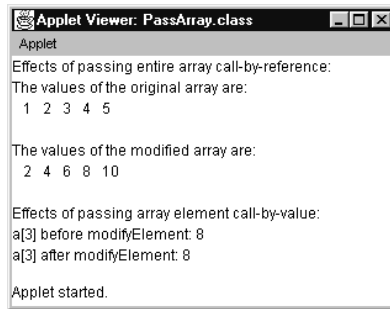 Applet Viewer: PassArray.class
Applet
Effects of passing entire array call-by-reference:
The values of the original array are:
1 2 3 4 5
The values of the modified array are:
2 4 6 8 10
Effects of passing array element call-by-value:
a[3] before modifyElement: 8
a[3] after modifyElement: 8
Applet started.